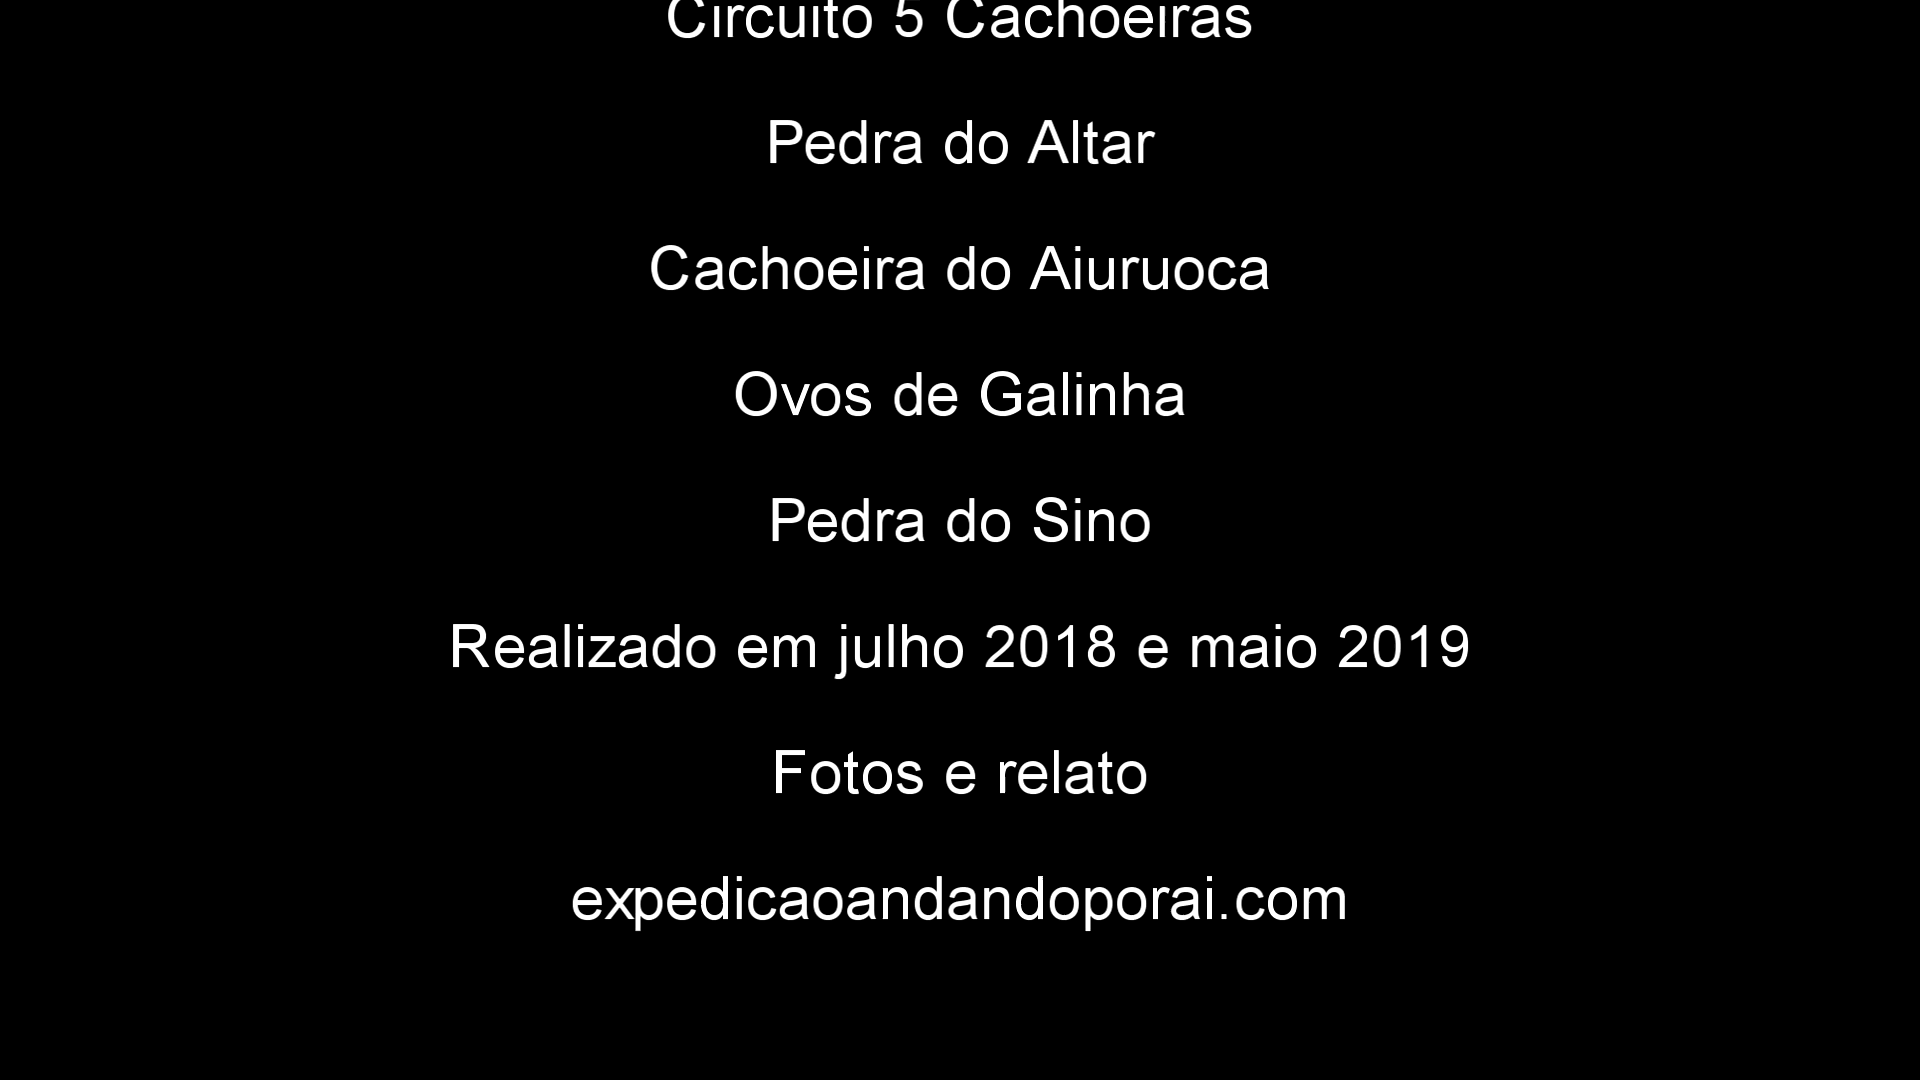 Circuito 5 Cachoeiras
Pedra do Altar
Cachoeira do Aiuruoca
Ovos de Galinha
Pedra do Sino
Realizado em julho 2018 e maio 2019
Fotos e relato
expedicaoandandoporai.com